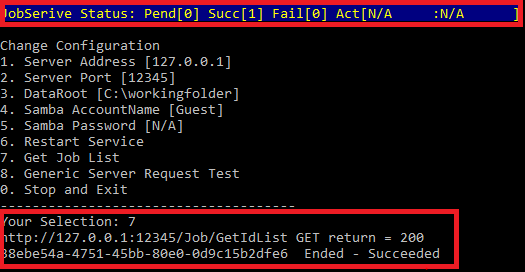 JobSerive Status: Pend[0] Succ[1] Fail[0] Act[N/A     :N/A     ]
Change Configuration
1. Server Address [127.0.0.1]
2. Server Port [12345]
3. DataRoot [C:\workingfolder]
4. Samba AccountName [Guest]
5. Samba Password [N/A]
6. Restart Service
7. Get Job List
8. Generic Server Request Test
0. Stop and Exit
-------------------------------------
Your Selection: 7
http://127.0.0.1:12345/Job/GetIdList GET return = 200
38ebe54a-4751-45bb-80e0-0d9c15b2dfe6  Ended - Succeeded